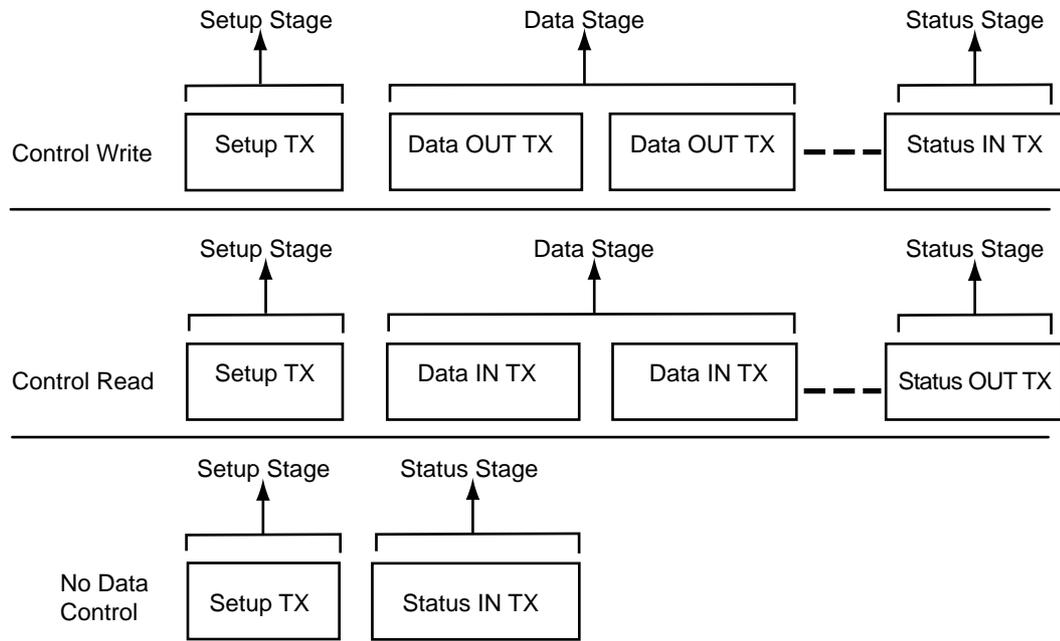 Setup Stage
Data Stage
Status Stage
Control Write
Setup TX
Data OUT TX
Data OUT TX
Status IN TX
Setup Stage
Data Stage
Status Stage
Control Read
Setup TX
Data IN TX
Data IN TX
Status OUT TX
Setup Stage
Status Stage
No Data
Control
Setup TX
Status IN TX